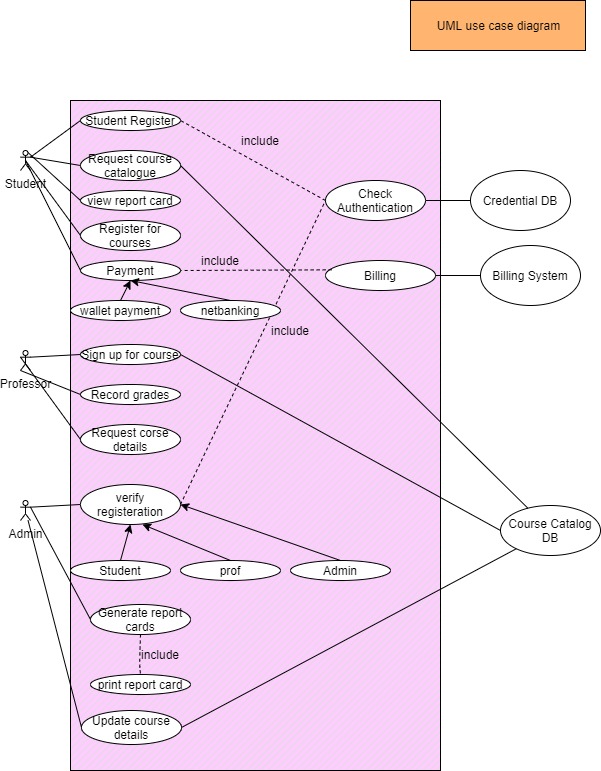 UML use case diagram
Student Register
include
Request course
catalogue
Student
view report card
Check
Authentication
Credential DB
Register for
courses
include
Payment
Billing
Billing System
wallet payment
netbanking
include
Sign up for course
Professor
Record grades
Request corse
details
verify
registeration
Admin
Course Catalog
DB
Student
prof
Admin
Generate report
cards
include
print report card
Update course
details